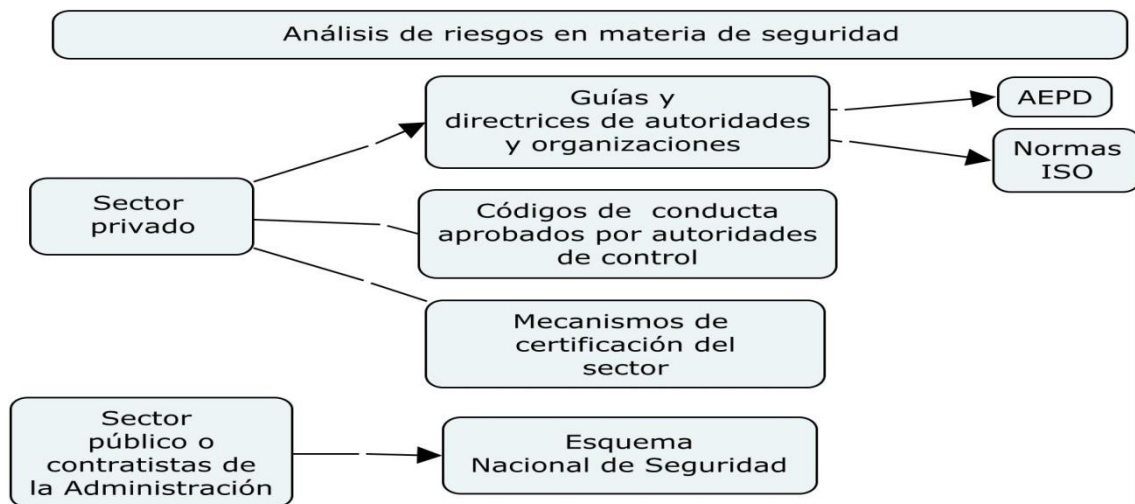 Análisis de riesgos en materia de seguridad
Guías y
directrices de autoridades
y organizaciones
AEPD
Normas
ISO
Sector
privado
Códigos de conducta
aprobados por autoridades
de control
Mecanismos de
certificación del
sector
Sector
público o
contratistas de
la Administración
Esquema
Nacional de Seguridad